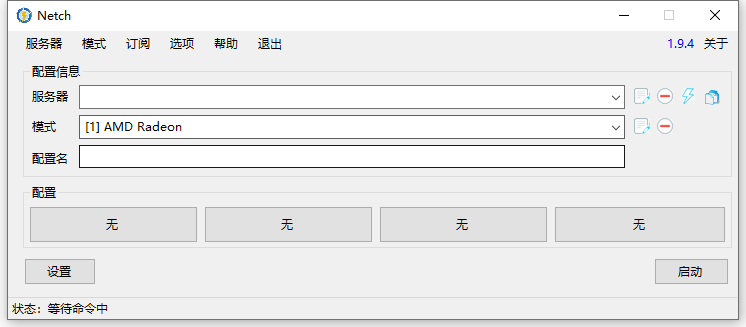 Netch
服务器 模式 订阅 选项 帮助 退出 1.9.4 关于
配置信息
服务器
模式 [1] AMD Radeon
配置名
配置
无 无 无 无
设置 启动
状态：等待命令中